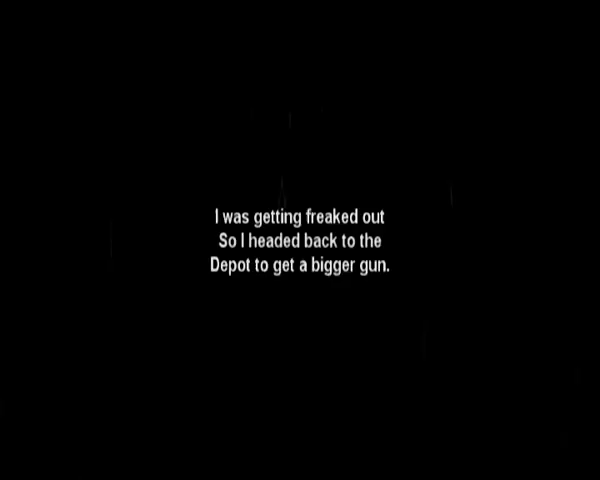 I was getting freaked out
So I headed back to the
Depot to get a bigger gun.